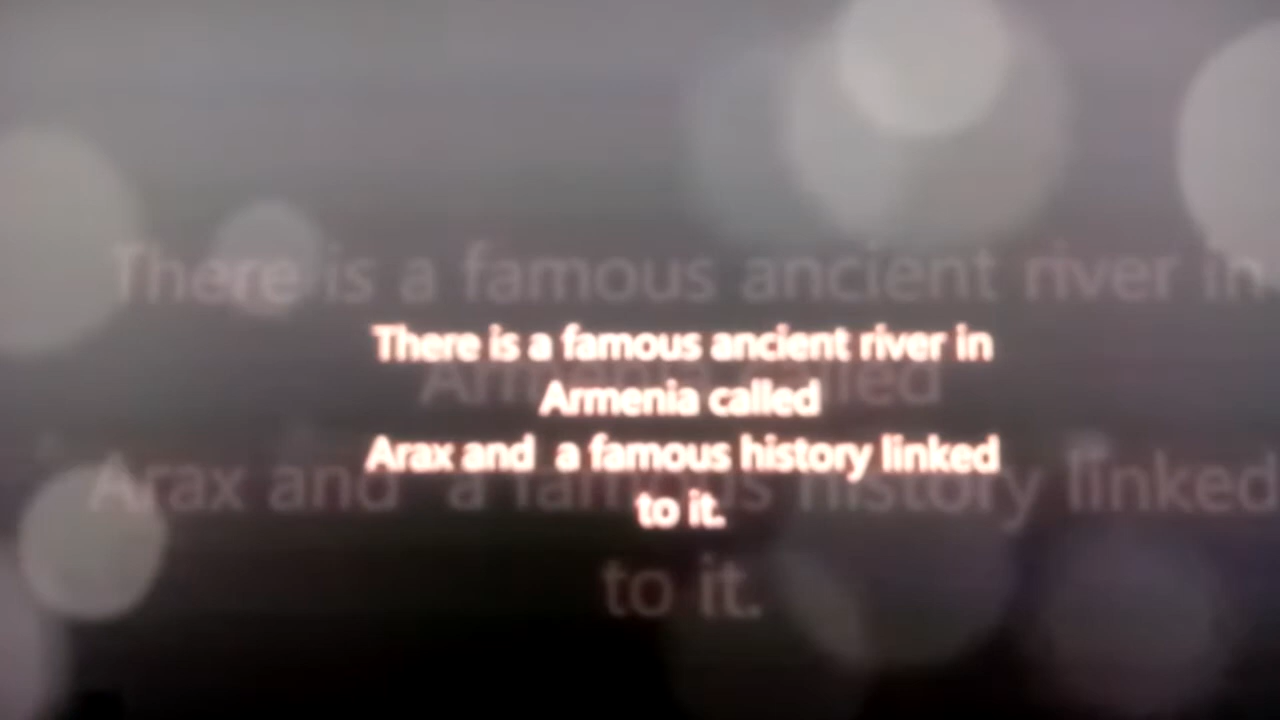 There is a famous ancient river in
Armenia called
Arax and  a famous history linked
to it.